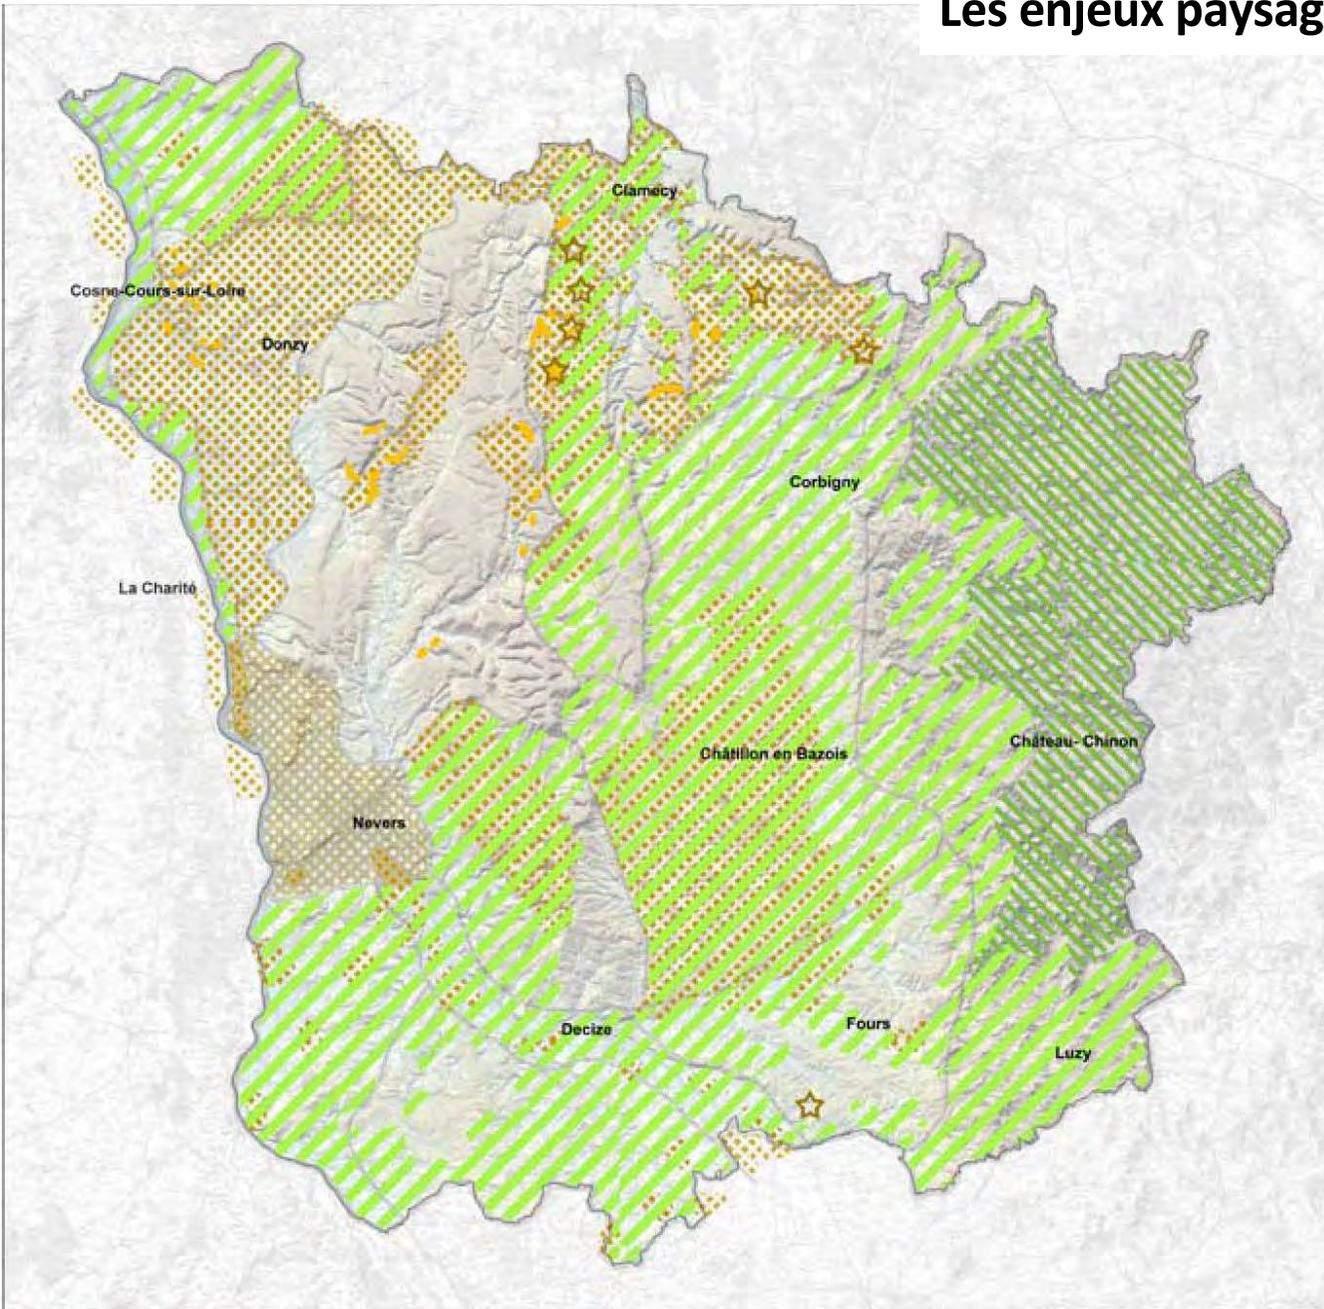 Les enjeux paysag
Clamecy
Cosne-Cours-sur-Loire
Donzy
Corbigny
La Charité
Château- Chinon
Châtillon en Bazois
Nevers
Fours
Decize
Luzy